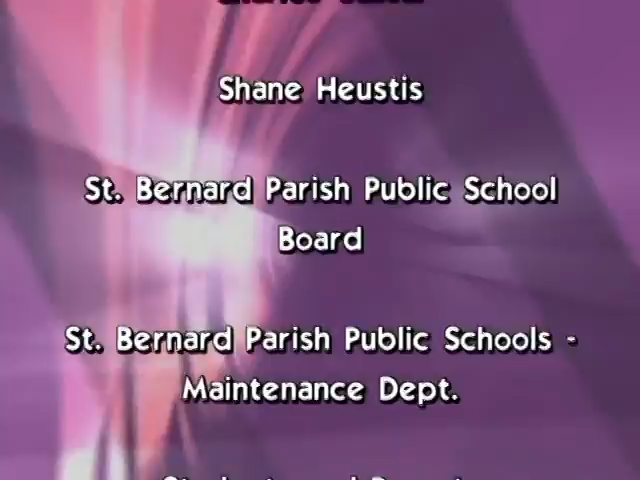 Shane Heustis
St. Bernard Parish Public School
Board
St. Bernard Parish Public Schools -
Maintenance Dept.